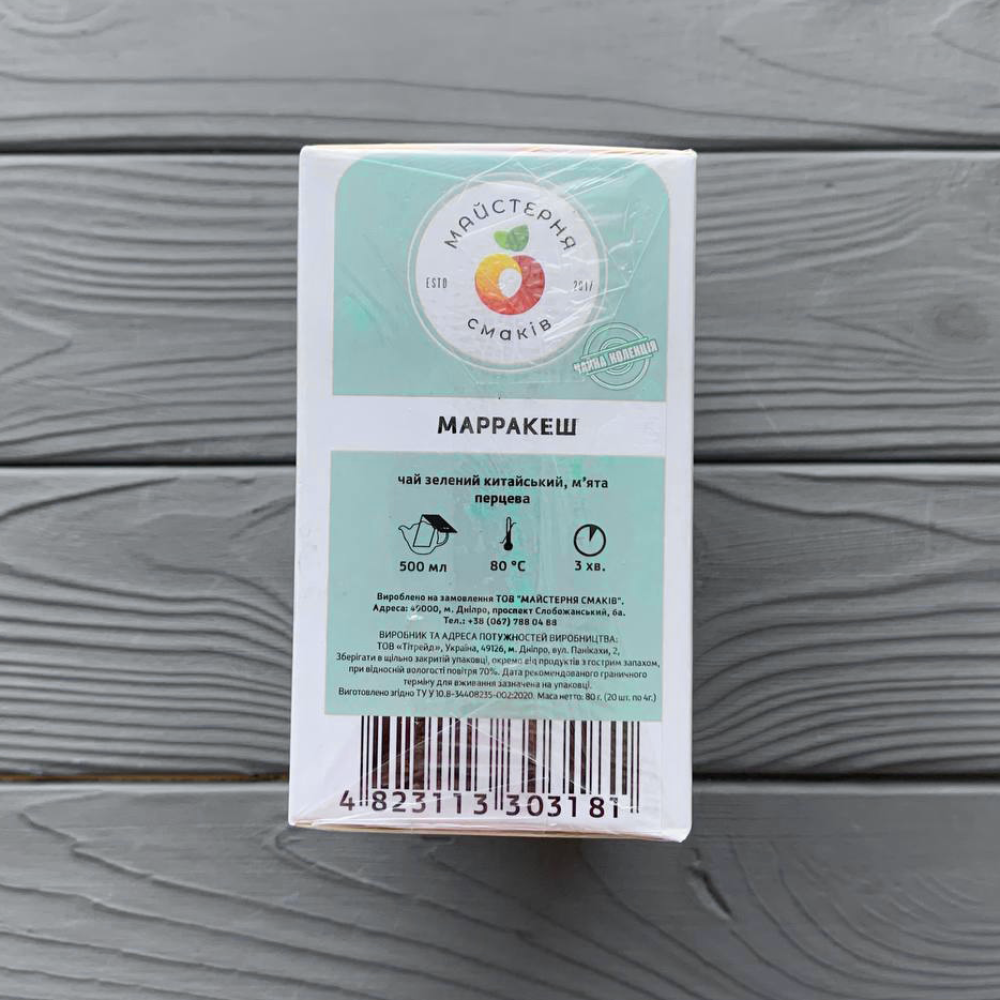 МАЙСТЕРНЯ
ESTD 2017
смаків
ЧАЙНА КОЛЕКЦІЯ
МАРРАКЕШ
чай зелений китайський, м'ята
перцева
500 мл 80 °C 3 хв.
Вироблено на замовлення ТОВ "МАЙСТЕРНЯ СМАКІВ".
Адреса: 49000, м. Дніпро, проспект Слобожанський, 6а.
Тел.: +38 (067) 788 04 88
ВИРОБНИК ТА АДРЕСА ПОТУЖНОСТЕЙ ВИРОБНИЦТВА:
ТОВ «Тітрейд», Україна, 49126, м. Дніпро, вул. Панікахи, 2,
Зберігати в щільно закритій упаковці, окремо від продуктів з гострим запахом,
при відносній вологості повітря 70%. Дата рекомендованого граничного
терміну для вживання зазначена на упаковці.
Виготовлено згідно ТУ У 10.8-34408235-002:2020. Маса нетто: 80 г. (20 шт. по 4г.)
4 823113 303181